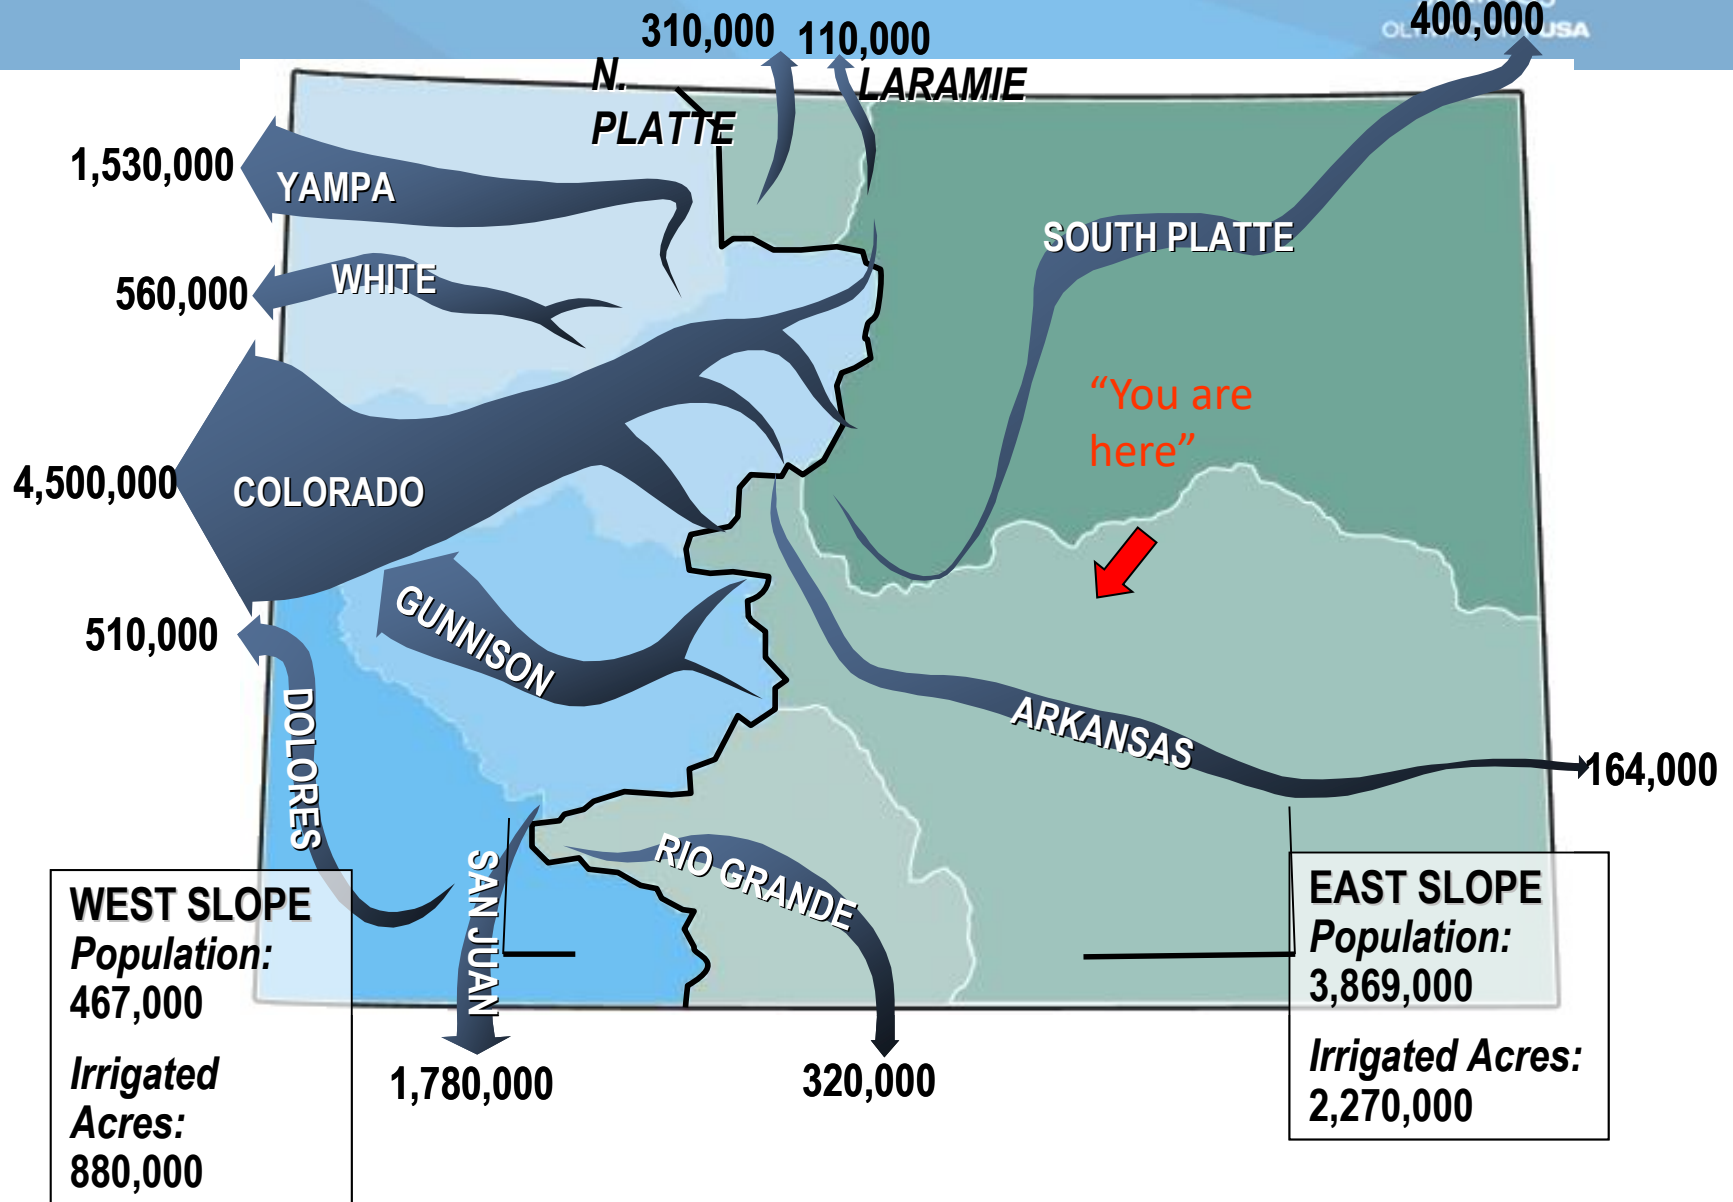 310,000
110,000
400,000
USA
N.
PLATTE
LARAMIE
1,530,000
YAMPA
SOUTH PLATTE
560,000
WHITE
"You are
here"
4,500,000
COLORADO
GUNNISON
510,000
DOLORES
ARKANSAS
164,000
SAN JUAN
RIO GRANDE
WEST SLOPE
Population:
467,000
Irrigated
Acres:
880,000
EAST SLOPE
Population:
3,869,000
Irrigated Acres:
2,270,000
1,780,000
320,000